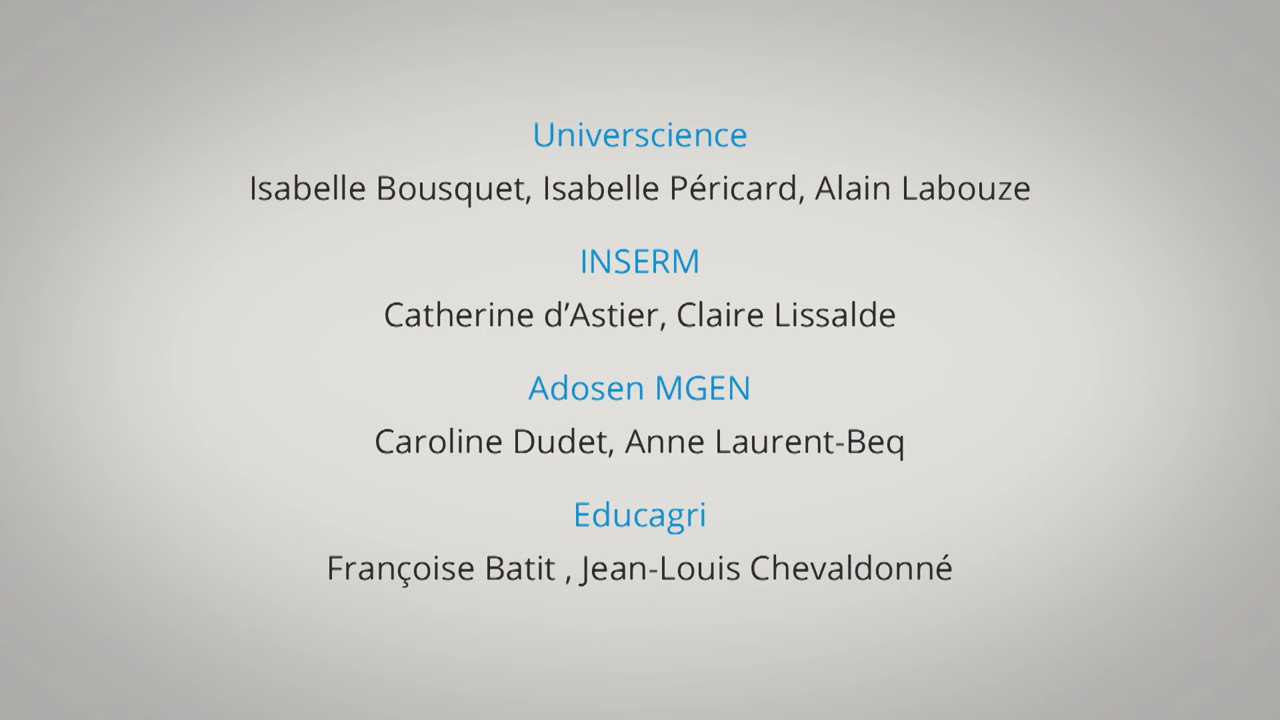 Universcience
Isabelle Bousquet, Isabelle Péricard, Alain Labouze
INSERM
Catherine d’Astier, Claire Lissalde
Adosen MGEN
Caroline Dudet, Anne Laurent-Beq
Educagri
Françoise Batit , Jean-Louis Chevaldonné